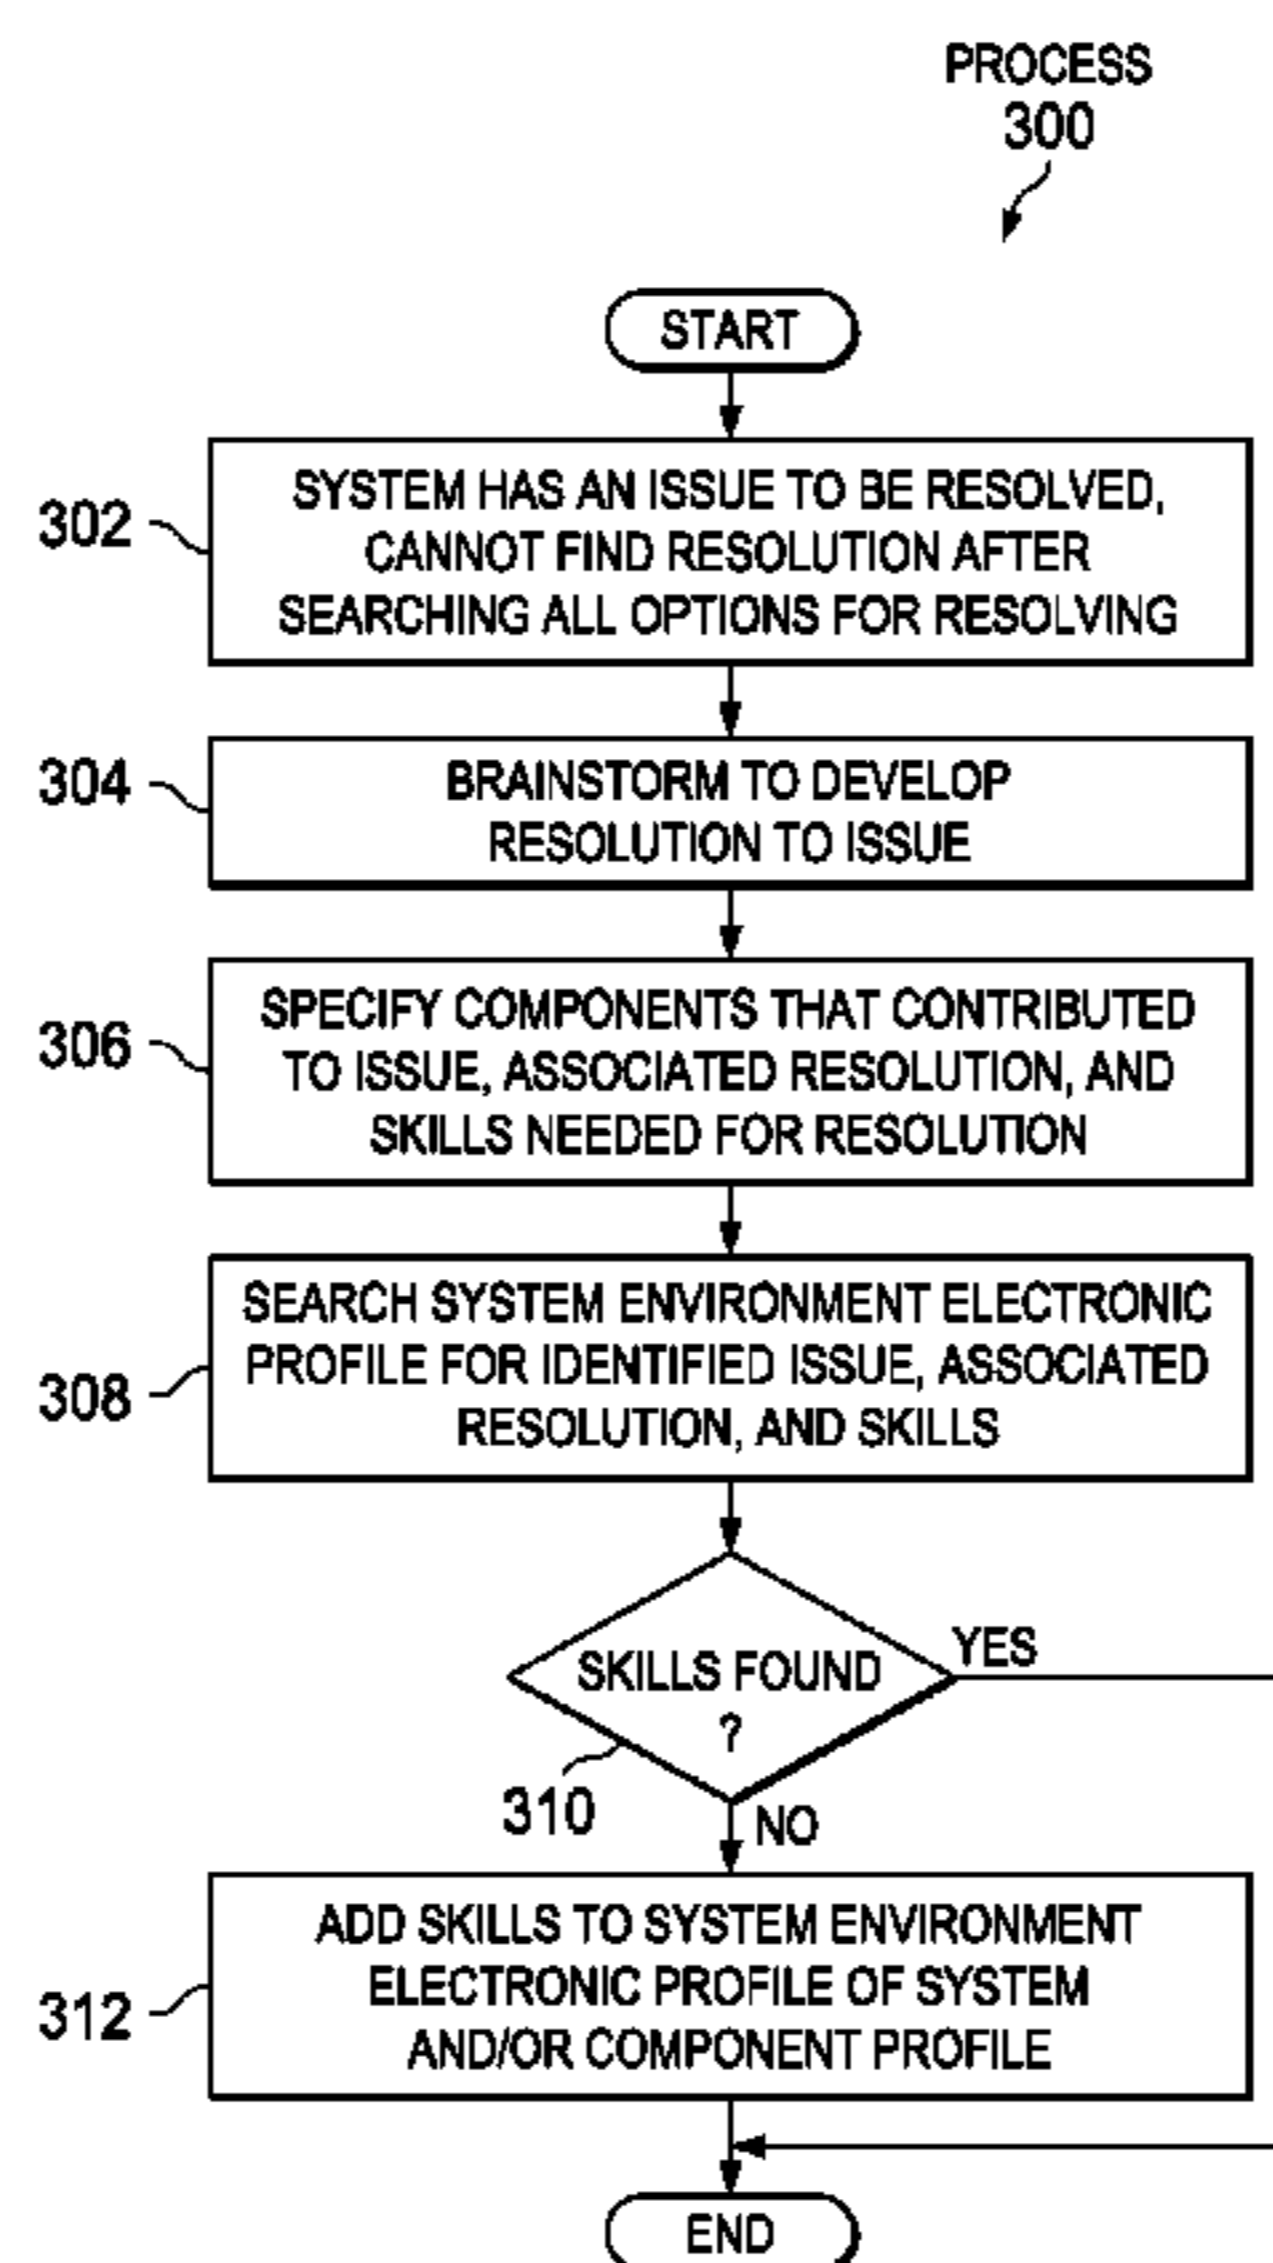 PROCESS
300
START
302
SYSTEM HAS AN ISSUE TO BE RESOLVED,
CANNOT FIND RESOLUTION AFTER
SEARCHING ALL OPTIONS FOR RESOLVING
304
BRAINSTORM TO DEVELOP
RESOLUTION TO ISSUE
306
SPECIFY COMPONENTS THAT CONTRIBUTED
TO ISSUE, ASSOCIATED RESOLUTION, AND
SKILLS NEEDED FOR RESOLUTION
308
SEARCH SYSTEM ENVIRONMENT ELECTRONIC
PROFILE FOR IDENTIFIED ISSUE, ASSOCIATED
RESOLUTION, AND SKILLS
SKILLS FOUND
?
YES
310
NO
312
ADD SKILLS TO SYSTEM ENVIRONMENT
ELECTRONIC PROFILE OF SYSTEM
AND/OR COMPONENT PROFILE
END